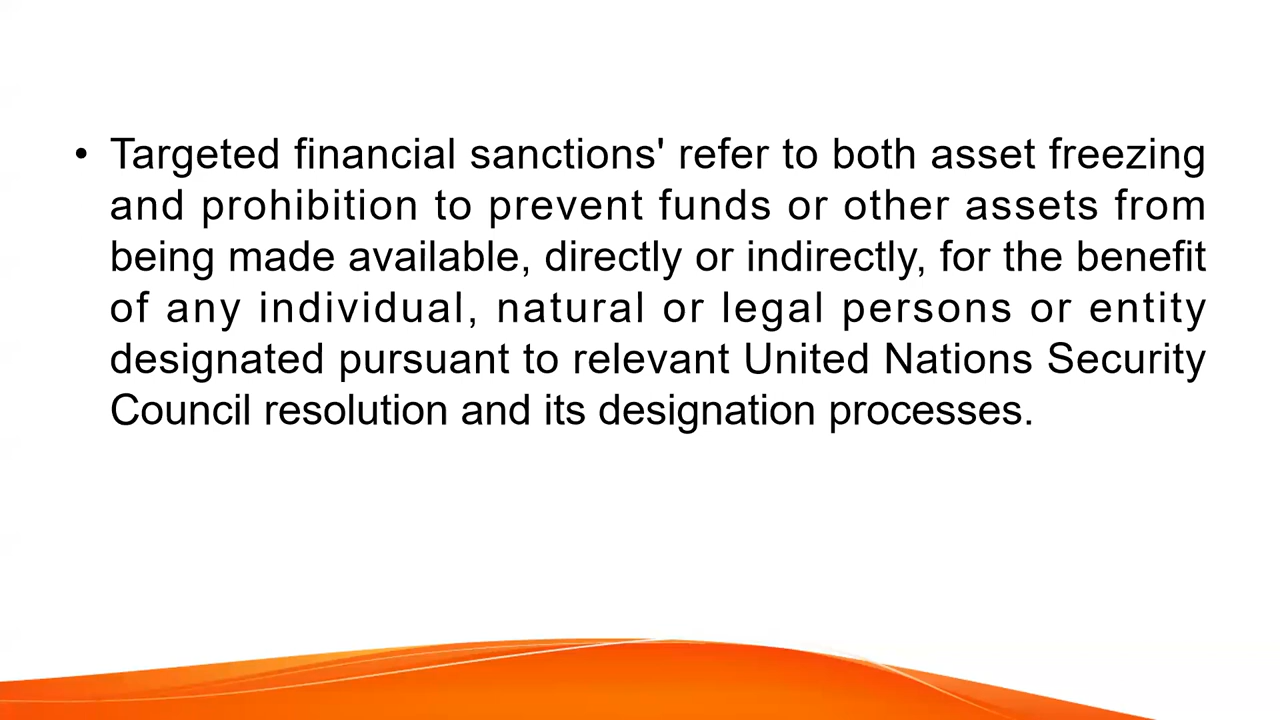 • Targeted financial sanctions' refer to both asset freezing
and prohibition to prevent funds or other assets from
being made available, directly or indirectly, for the benefit
of any individual, natural or legal persons or entity
designated pursuant to relevant United Nations Security
Council resolution and its designation processes.